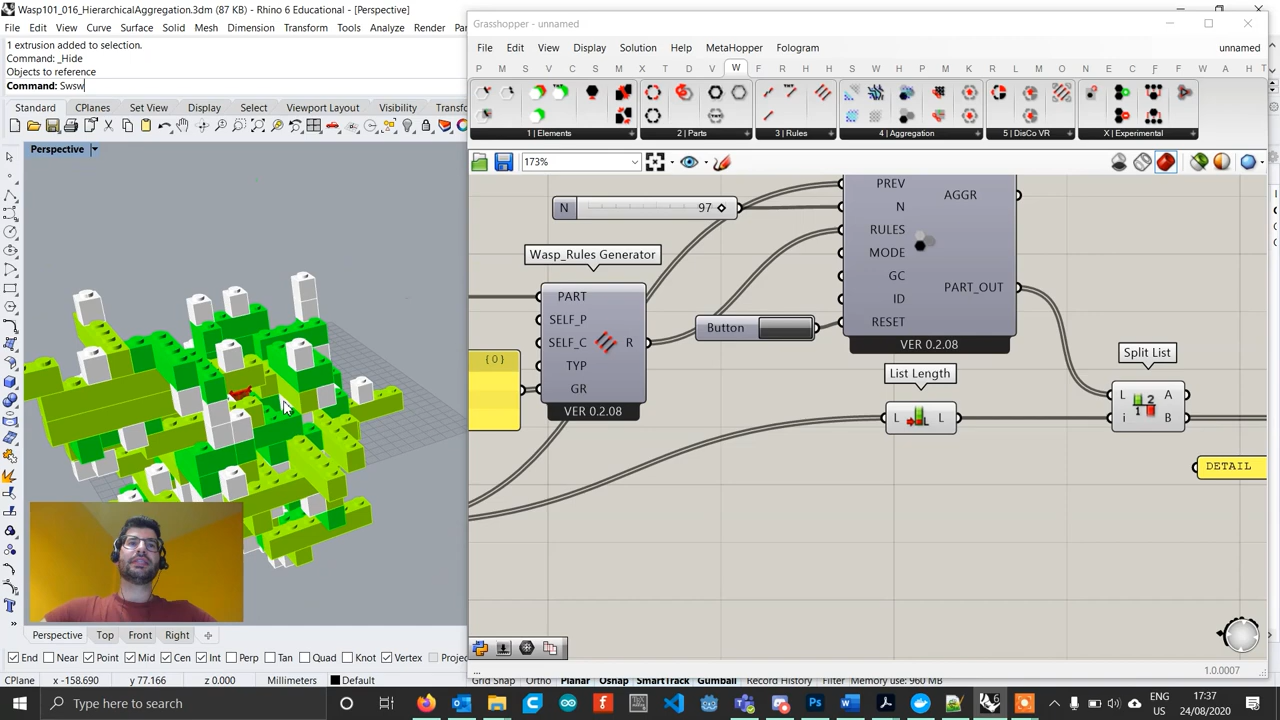 Wasp101_016_HierarchicalAggregation.3dm (87 KB) - Rhino 6 Educational - [Perspective]
File Edit View Curve Surface Solid Mesh Dimension Transform Tools Analyze Render
1 extrusion added to selection.
Command: _Hide
Objects to reference
Command: Swsw
Standard CPlanes Set View Display Select Viewport Layout Visibility Transfo
Perspective
Perspective Top Front Right
End Near Point Mid Cen Int Perp Tan Quad Knot Vertex Projec
CPlane x -158.690 y 77.166 z 0.000 Millimeters Default
Grid Snap Ortho Planar Osnap SmartTrack Gumball Record History Filter Memory use: 960 MB
Grasshopper - unnamed
File Edit View Display Solution Help MetaHopper Fologram unnamed
P M S V C S M S D V W F D B K F L H P M R L E C F T W A
1 | Elements 2 | Parts 3 | Rules 4 | Aggregation 5 | DisCo VR X | Experimental
173%
N 97
Wasp_Rules Generator
PART
SELF_P
SELF_C
TYP
GR
R
VER 0.2.08
{0}
Button
PREV
N
RULES
MODE
GC
ID
RESET
AGGR
PART_OUT
VER 0.2.08
List Length
L L
Split List
L A
i B
DETAIL
...
1.0.0007
Type here to search
ENG
17:37
US
24/08/2020